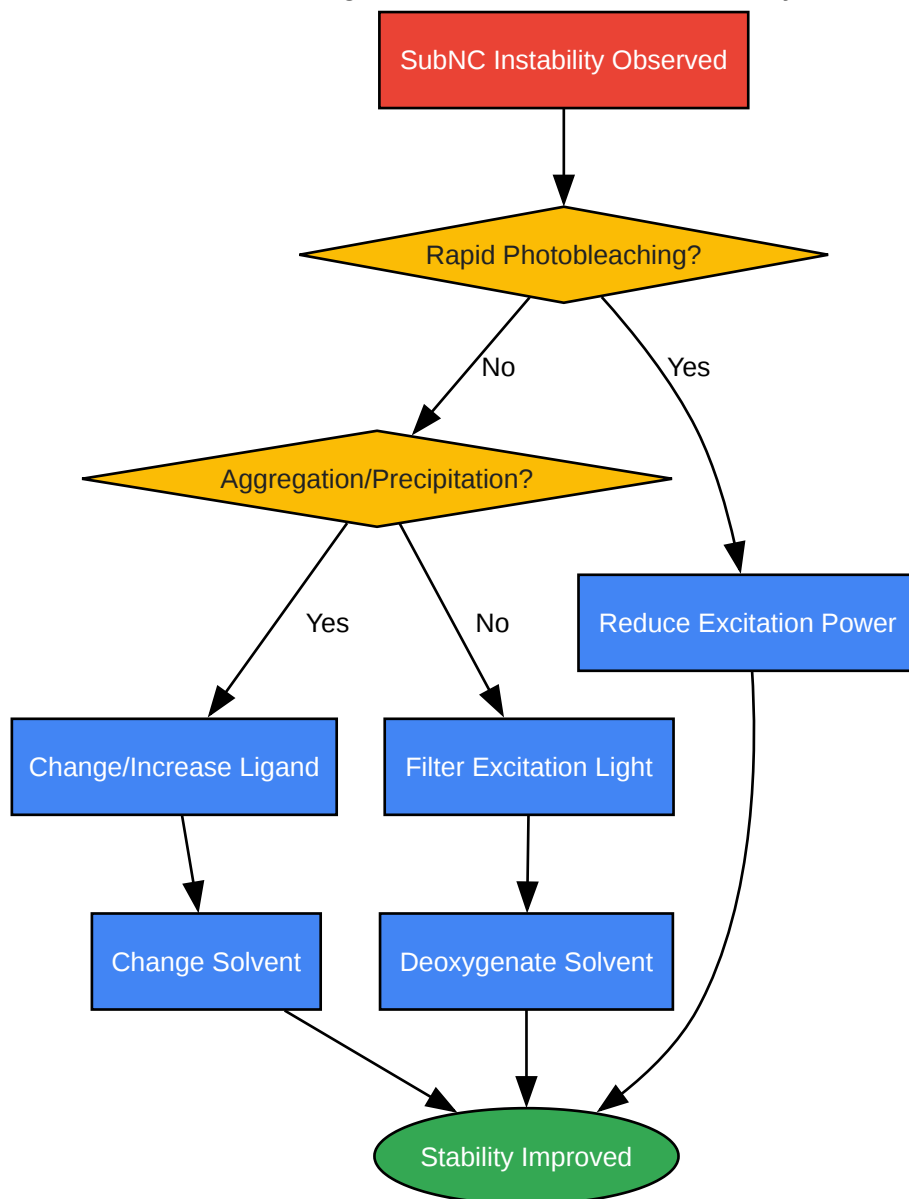 SubNC Instability Observed
Rapid Photobleaching?
No
Yes
Aggregation/Precipitation?
Yes
No
Reduce Excitation Power
Change/Increase Ligand
Filter Excitation Light
Change Solvent
Deoxygenate Solvent
Stability Improved